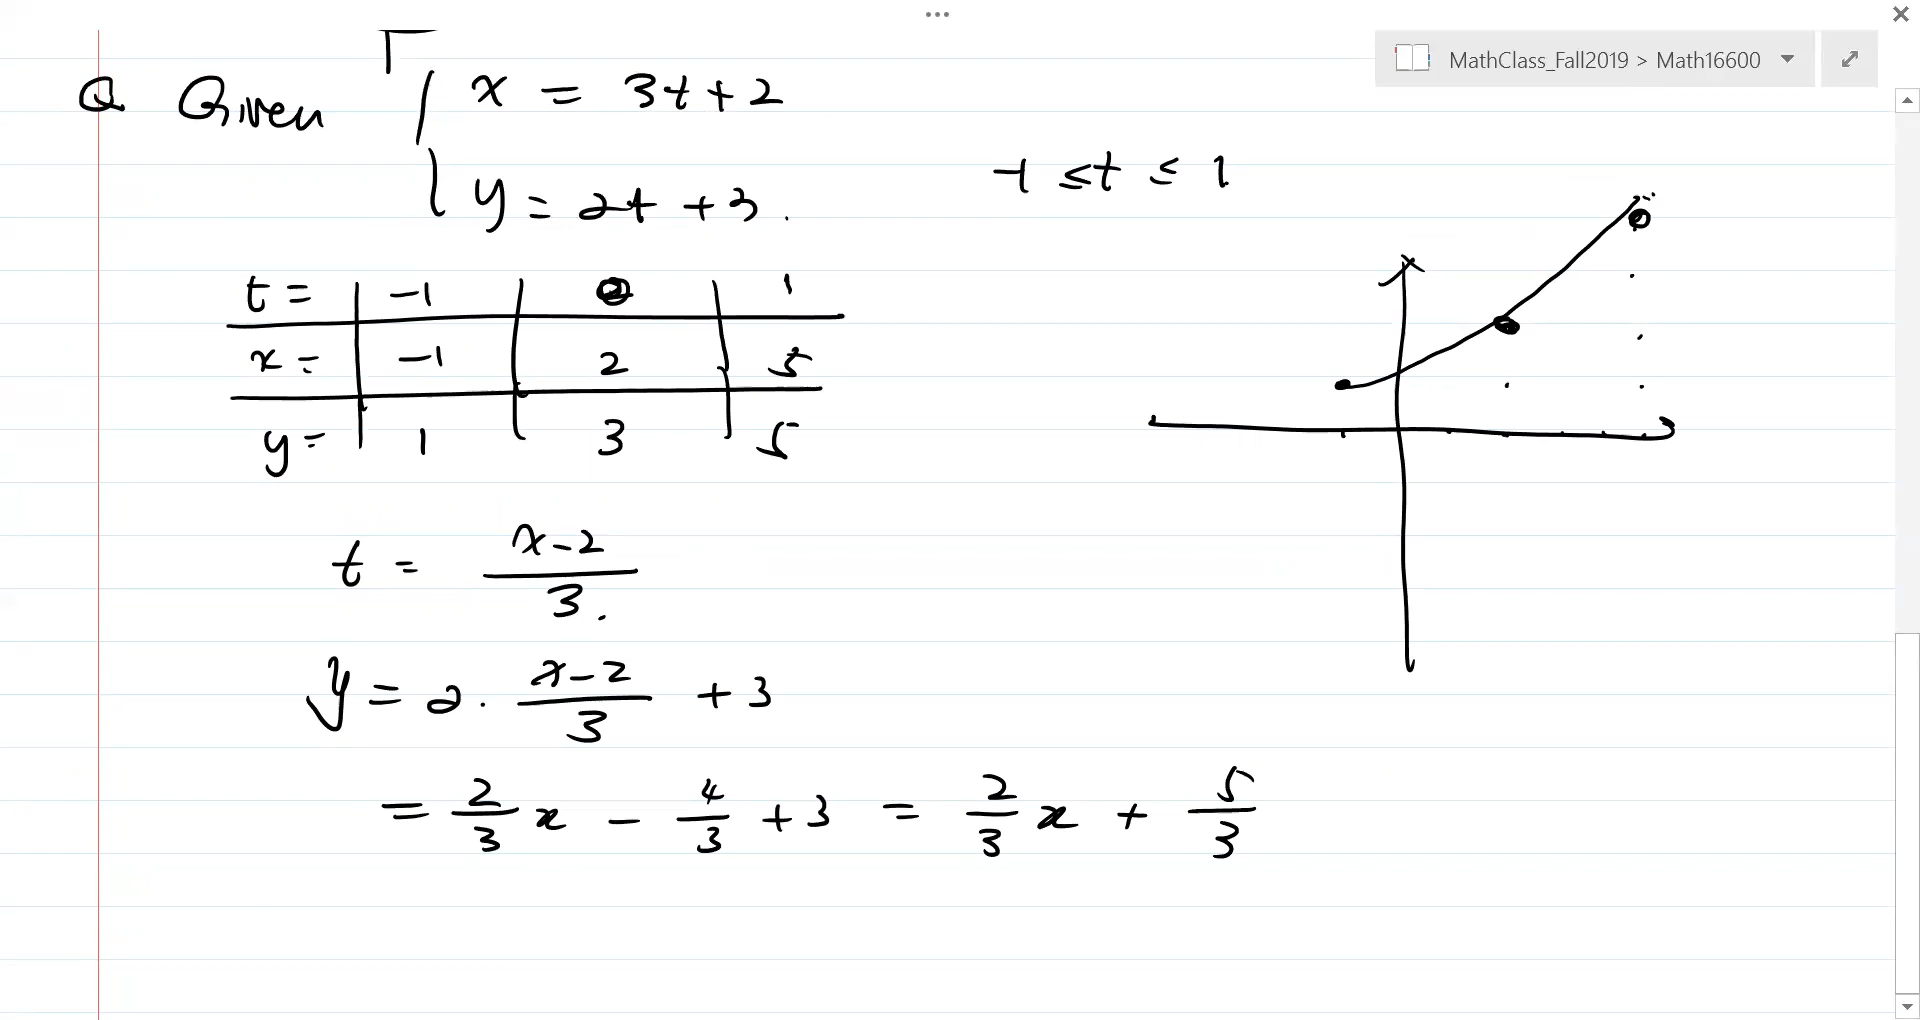 MathClass_Fall2019 > Math16600
Q Given { x = 3t + 2
y = 2t + 3 .
-1 ≤ t ≤ 1
t = | -1 | 0 | 1
x = | -1 | 2 | 5
y = | 1 | 3 | 5
t = (x-2)/3 .
y = 2 · (x-2)/3 + 3
= 2/3 x - 4/3 + 3 = 2/3 x + 5/3